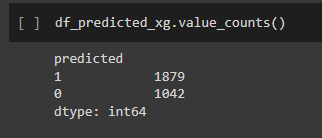 [ ] df_predicted_xg.value_counts()
predicted
1 1879
0 1042
dtype: int64